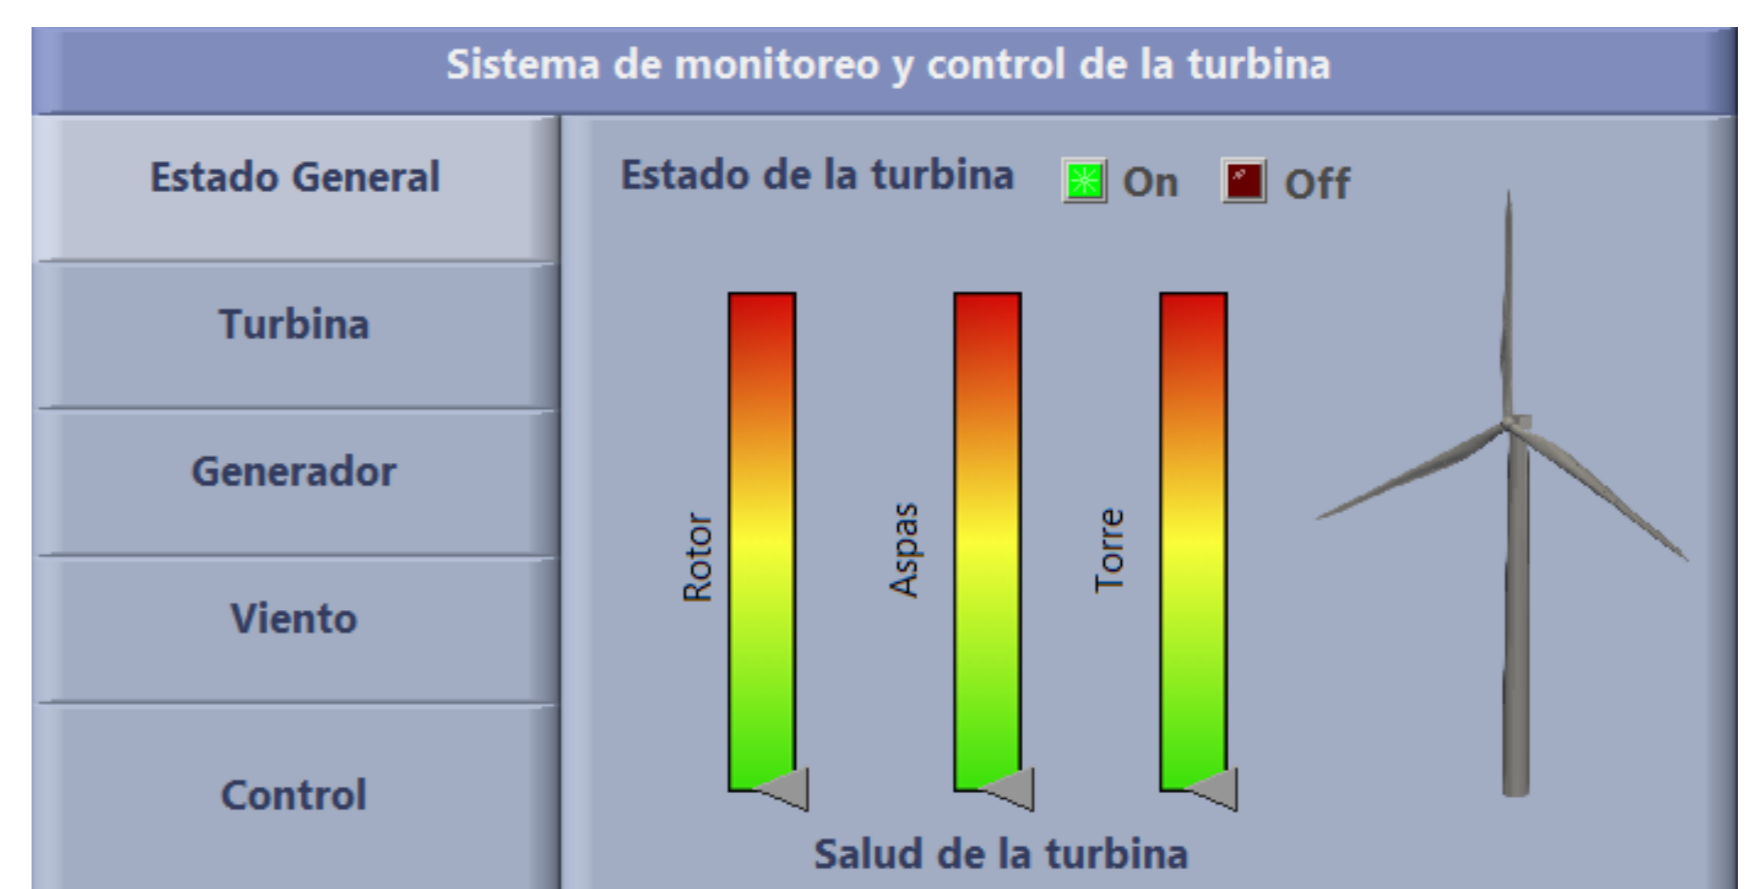 Sistema de monitoreo y control de la turbina
Estado General
Turbina
Generador
Viento
Control
Estado de la turbina
On
Off
Rotor
Aspas
Torre
Salud de la turbina